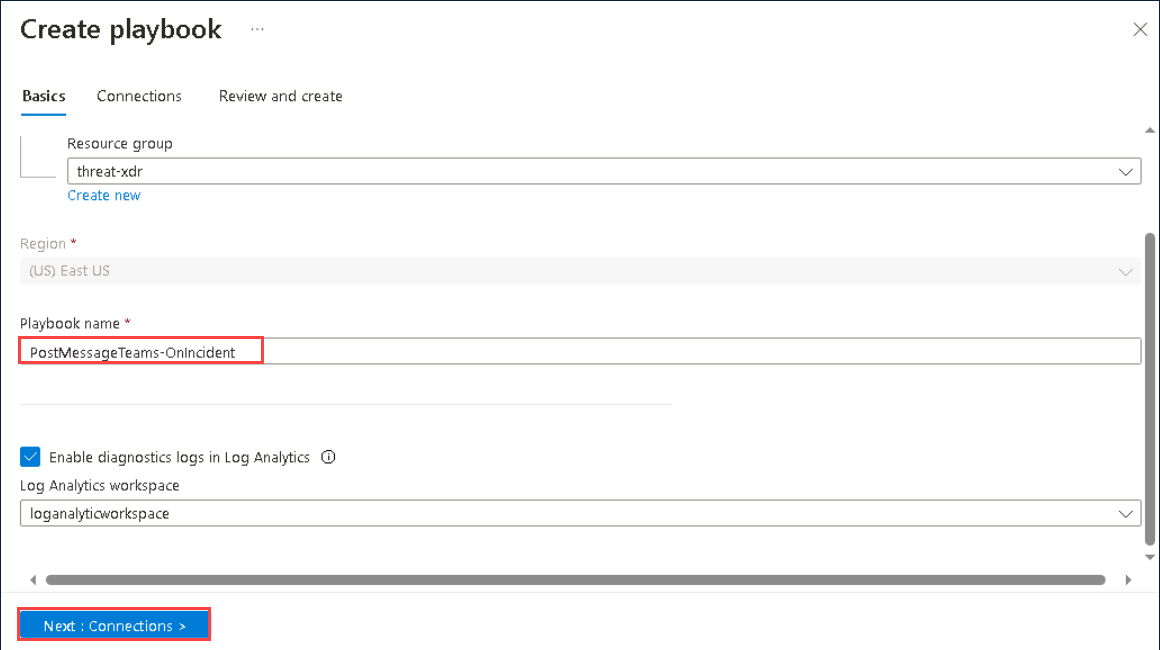 Create playbook ...
Basics Connections Review and create
Resource group
threat-xdr
Create new
Region *
(US) East US
Playbook name *
PostMessageTeams-OnIncident
Enable diagnostics logs in Log Analytics
Log Analytics workspace
loganalyticworkspace
Next : Connections >